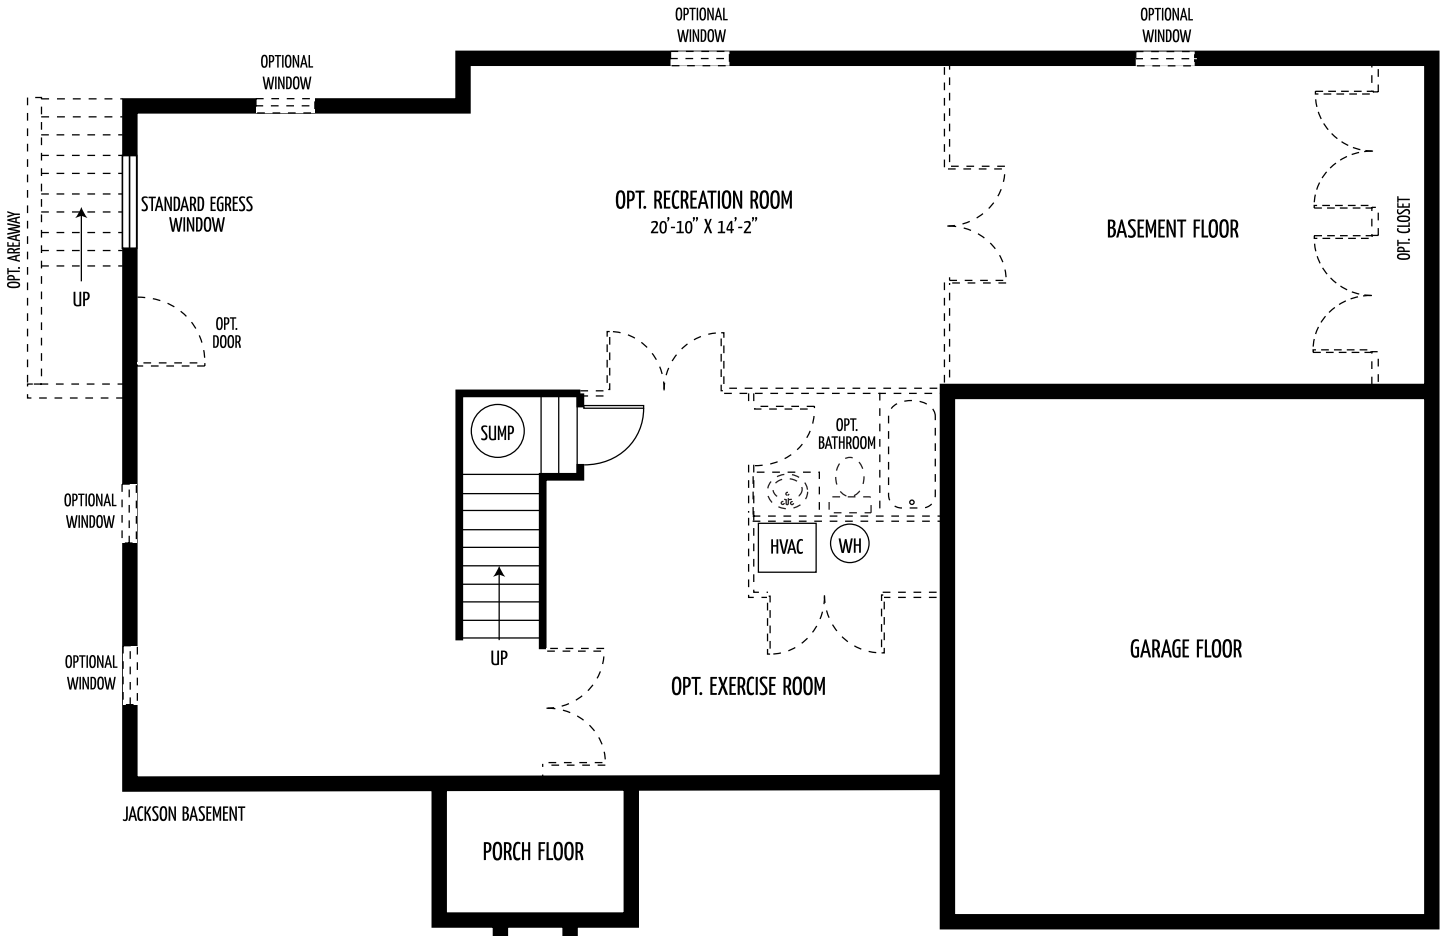 OPTIONAL
WINDOW
OPTIONAL
WINDOW
OPTIONAL
WINDOW
STANDARD EGRESS
WINDOW
OPT. AREAWAY
UP
OPT.
DOOR
OPT. RECREATION ROOM
20'-10" X 14'-2"
BASEMENT FLOOR
OPT. CLOSET
SUMP
OPT.
BATHROOM
OPTIONAL
WINDOW
HVAC
WH
OPTIONAL
WINDOW
UP
OPT. EXERCISE ROOM
GARAGE FLOOR
JACKSON BASEMENT
PORCH FLOOR